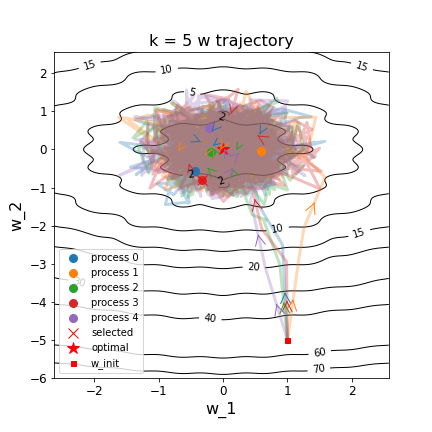 k = 5 w trajectory
w_2
2
1
0
−1
−2
−3
−4
−5
−6
15
10
15
5
2
2
2
10
15
20
40
60
70
process 0
process 1
process 2
process 3
process 4
selected
optimal
w_init
−2
−1
0
1
2
w_1